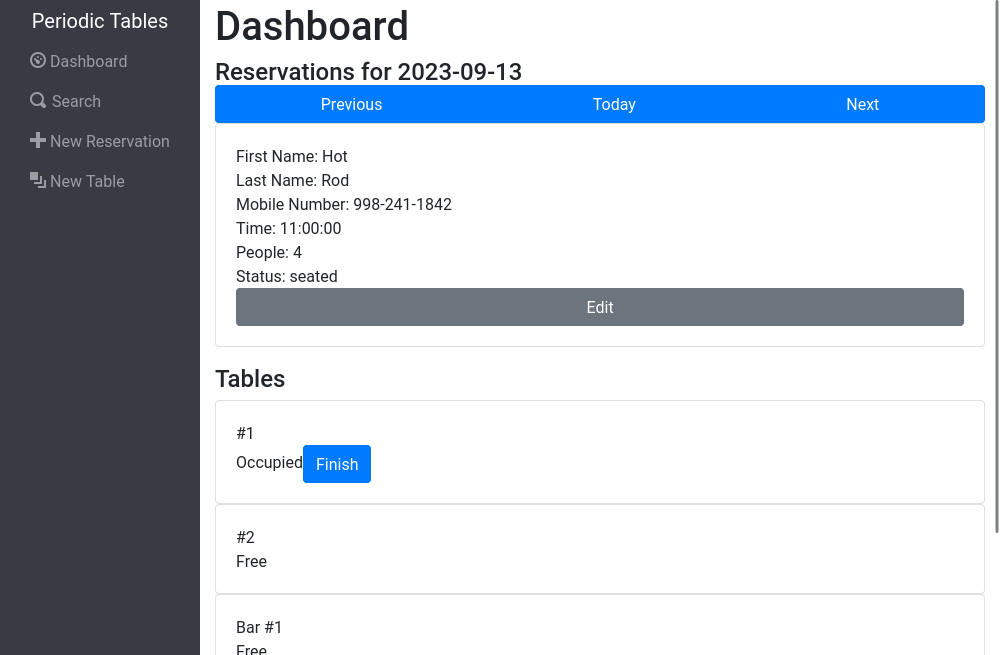 Periodic Tables
Dashboard
Search
New Reservation
New Table
Dashboard
Reservations for 2023-09-13
Previous Today Next
First Name: Hot
Last Name: Rod
Mobile Number: 998-241-1842
Time: 11:00:00
People: 4
Status: seated
Edit
Tables
#1
Occupied Finish
#2
Free
Bar #1
Free